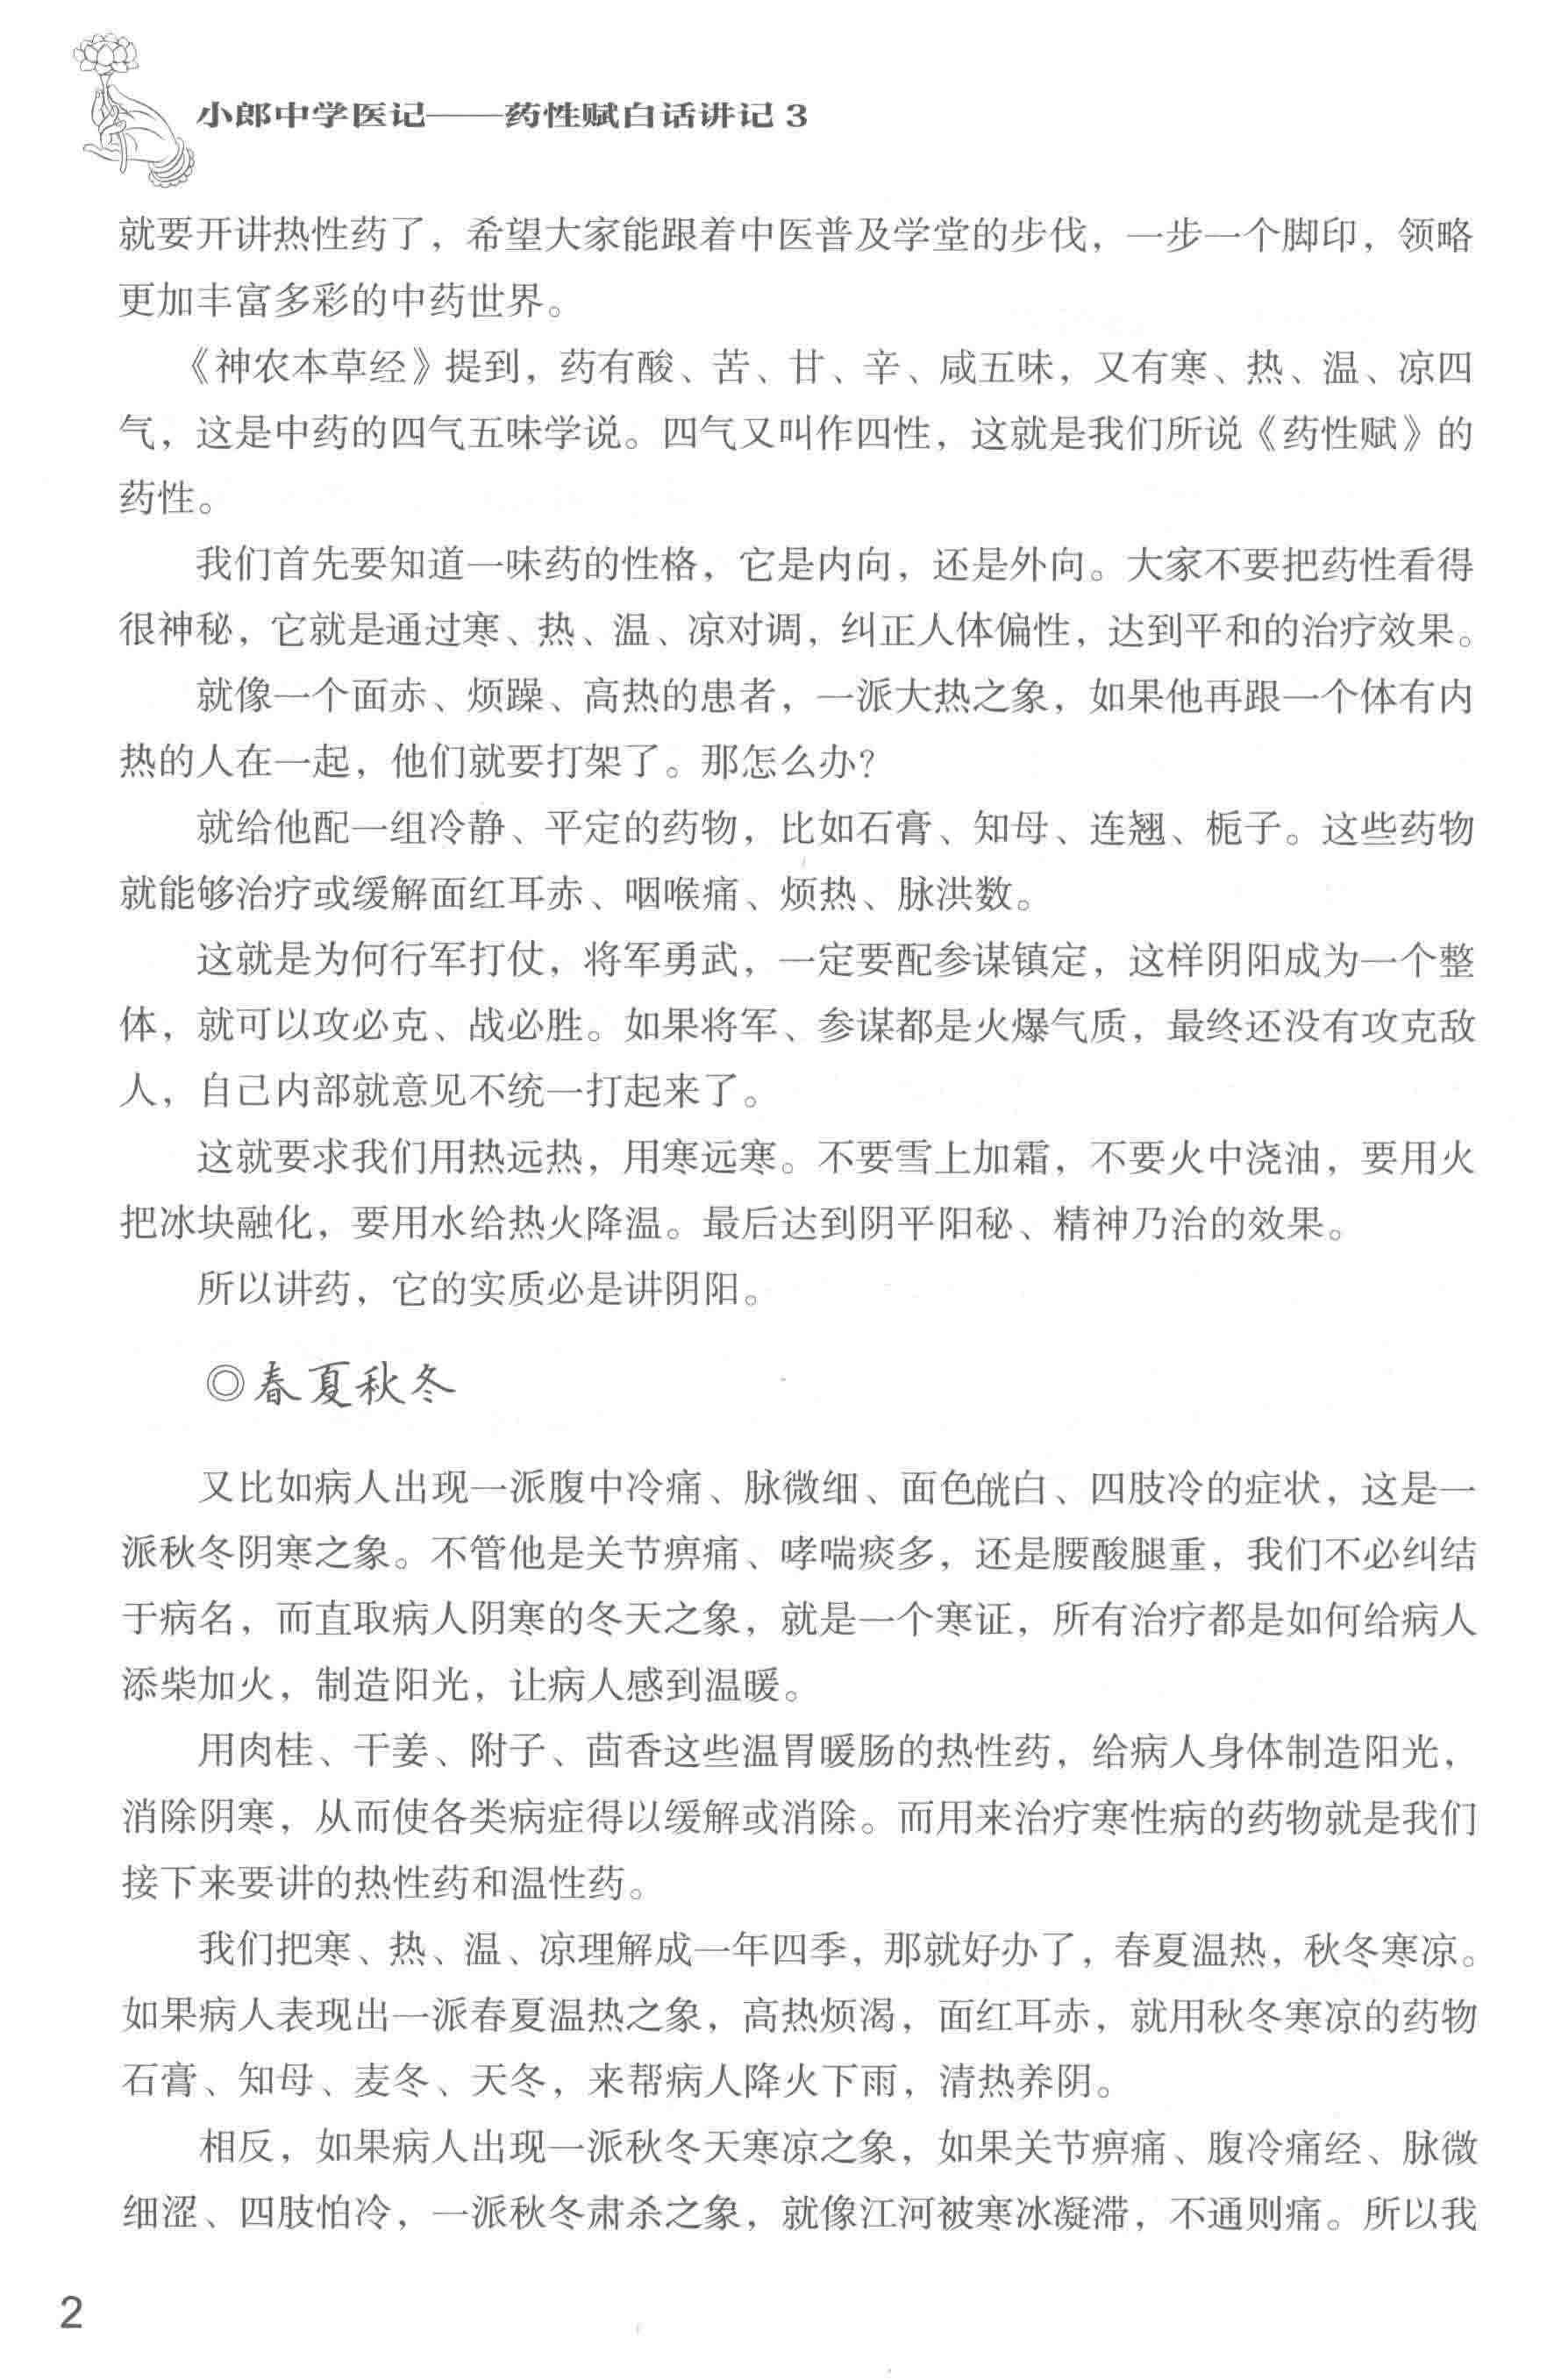 小郎中学医记——药性赋白话讲记 3
就要开讲热性药了，希望大家能跟着中医普及学堂的步伐，一步一个脚印，领略
更加丰富多彩的中药世界。
《神农本草经》提到，药有酸、苦、甘、辛、咸五味，又有寒、热、温、凉四
气，这是中药的四气五味学说。四气又叫作四性，这就是我们所说《药性赋》的
药性。
我们首先要知道一味药的性格，它是内向，还是外向。大家不要把药性看得
很神秘，它就是通过寒、热、温、凉对调，纠正人体偏性，达到平和的治疗效果。
就像一个面赤、烦躁、高热的患者，一派大热之象，如果他再跟一个体有内
热的人在一起，他们就要打架了。那怎么办？
就给他配一组冷静、平定的药物，比如石膏、知母、连翘、栀子。这些药物
就能够治疗或缓解面红耳赤、咽喉痛、烦热、脉洪数。
这就是为何行军打仗，将军勇武，一定要配参谋镇定，这样阴阳成为一个整
体，就可以攻必克、战必胜。如果将军、参谋都是火爆气质，最终还没有攻克敌
人，自己内部就意见不统一打起来了。
这就要求我们用热远热，用寒远寒。不要雪上加霜，不要火中浇油，要用火
把冰块融化，要用水给热火降温。最后达到阴平阳秘、精神乃治的效果。
所以讲药，它的实质必是讲阴阳。
◎春夏秋冬
又比如病人出现一派腹中冷痛、脉微细、面色㿠白、四肢冷的症状，这是一
派秋冬阴寒之象。不管他是关节痹痛、哮喘痰多，还是腰酸腿重，我们不必纠结
于病名，而直取病人阴寒的冬天之象，就是一个寒证，所有治疗都是如何给病人
添柴加火，制造阳光，让病人感到温暖。
用肉桂、干姜、附子、茴香这些温胃暖肠的热性药，给病人身体制造阳光，
消除阴寒，从而使各类病症得以缓解或消除。而用来治疗寒性病的药物就是我们
接下来要讲的热性药和温性药。
我们把寒、热、温、凉理解成一年四季，那就好办了，春夏温热，秋冬寒凉。
如果病人表现出一派春夏温热之象，高热烦渴，面红耳赤，就用秋冬寒凉的药物
石膏、知母、麦冬、天冬，来帮病人降火下雨，清热养阴。
相反，如果病人出现一派秋冬天寒凉之象，如果关节痹痛、腹冷痛经、脉微
细涩、四肢怕冷，一派秋冬肃杀之象，就像江河被寒冰凝滞，不通则痛。所以我
2